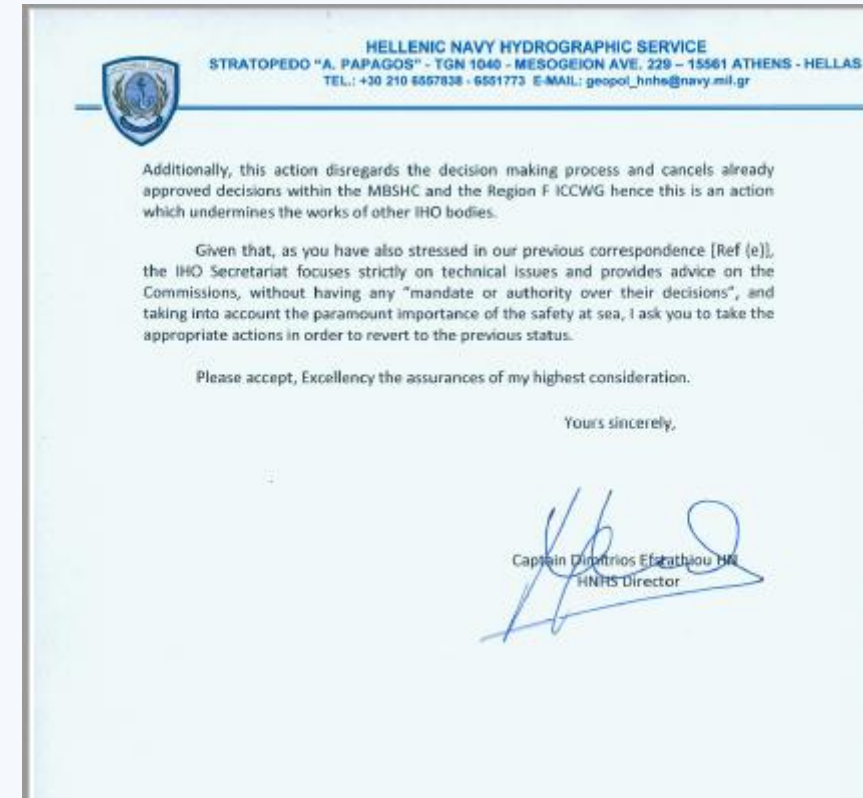 HELLENIC NAVY HYDROGRAPHIC SERVICE
STRATOPEDO "A. PAPAGOS" - TGN 1040 - MESOGEION AVE. 229 – 15561 ATHENS - HELLAS
TEL.: +30 210 6557838 - 6551773 E-MAIL: geopol_hnhs@navy.mil.gr
Additionally, this action disregards the decision making process and cancels already
approved decisions within the MBSHC and the Region F ICCWG hence this is an action
which undermines the works of other IHO bodies.
Given that, as you have also stressed in our previous correspondence [Ref (e)],
the IHO Secretariat focuses strictly on technical issues and provides advice on the
Commissions, without having any "mandate or authority over their decisions", and
taking into account the paramount importance of the safety at sea, I ask you to take the
appropriate actions in order to revert to the previous status.
Please accept, Excellency the assurances of my highest consideration.
Yours sincerely,
Captain Dimitrios Efstathiou HN
HNHS Director